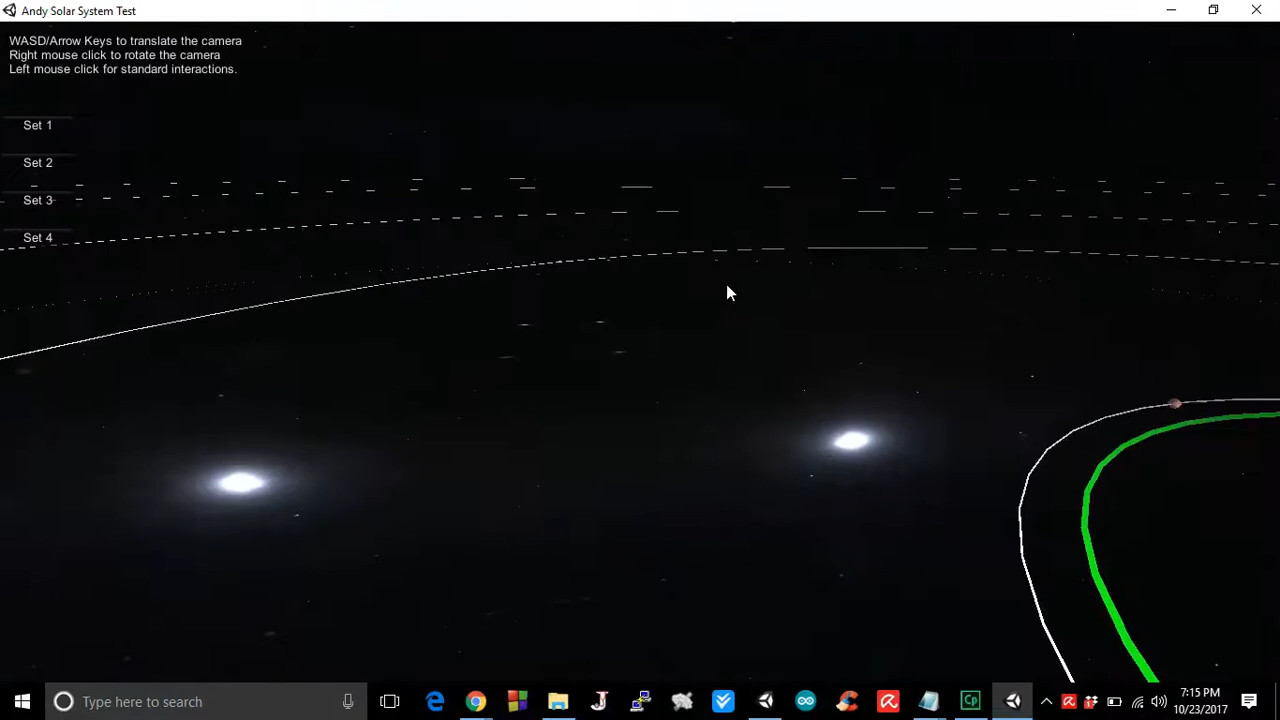 Andy Solar System Test
WASD/Arrow Keys to translate the camera
Right mouse click to rotate the camera
Left mouse click for standard interactions.
Set 1
Set 2
Set 3
Set 4
Type here to search
J
Cp
7:15 PM
10/23/2017